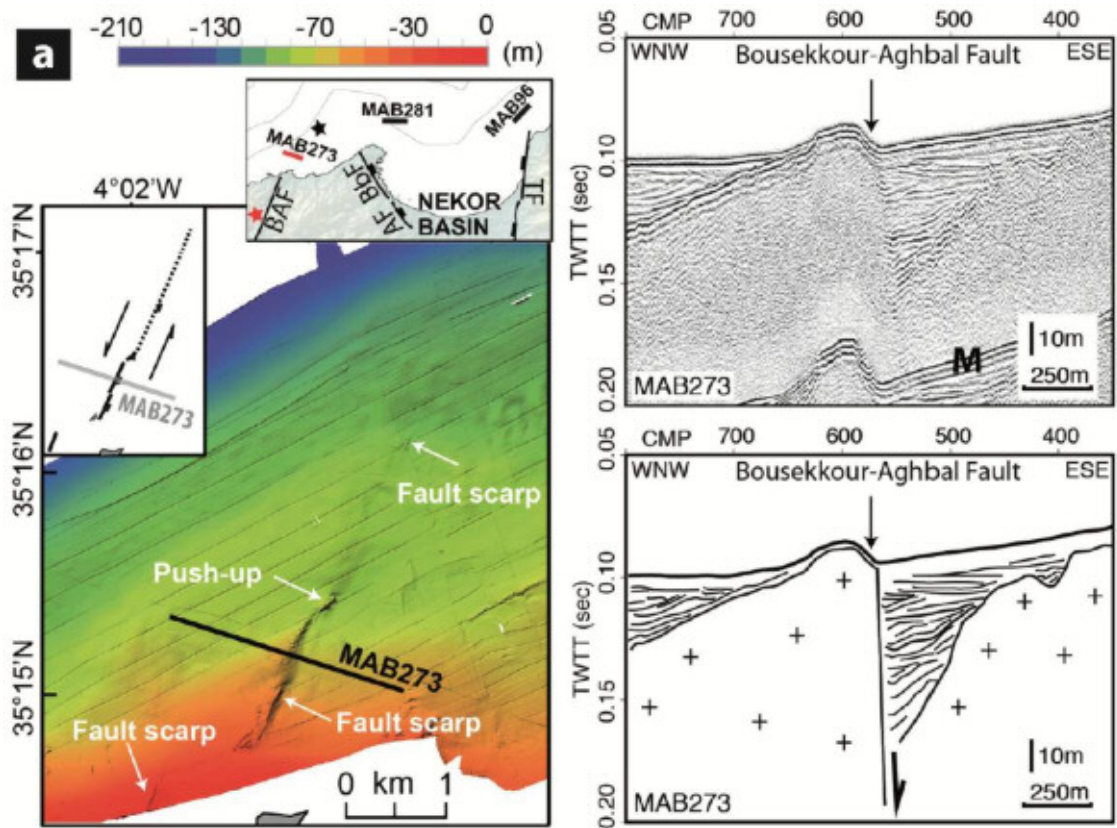 a
-210 -130 -70 -30 0 (m)
MAB281
MAB96
MAB273
BAF
AF BbF
NEKOR
BASIN
TF
4°02'W
35°17'N
35°16'N
35°15'N
MAB273
Fault scarp
Push-up
MAB273
Fault scarp
Fault scarp
0 km 1
CMP 700 600 500 400
WNW Bousekkour-Aghbal Fault ESE
0.05
0.10
0.15
0.20
TWTT (sec)
M
10m
250m
MAB273
CMP 700 600 500 400
WNW Bousekkour-Aghbal Fault ESE
0.05
0.10
0.15
0.20
TWTT (sec)
10m
250m
MAB273